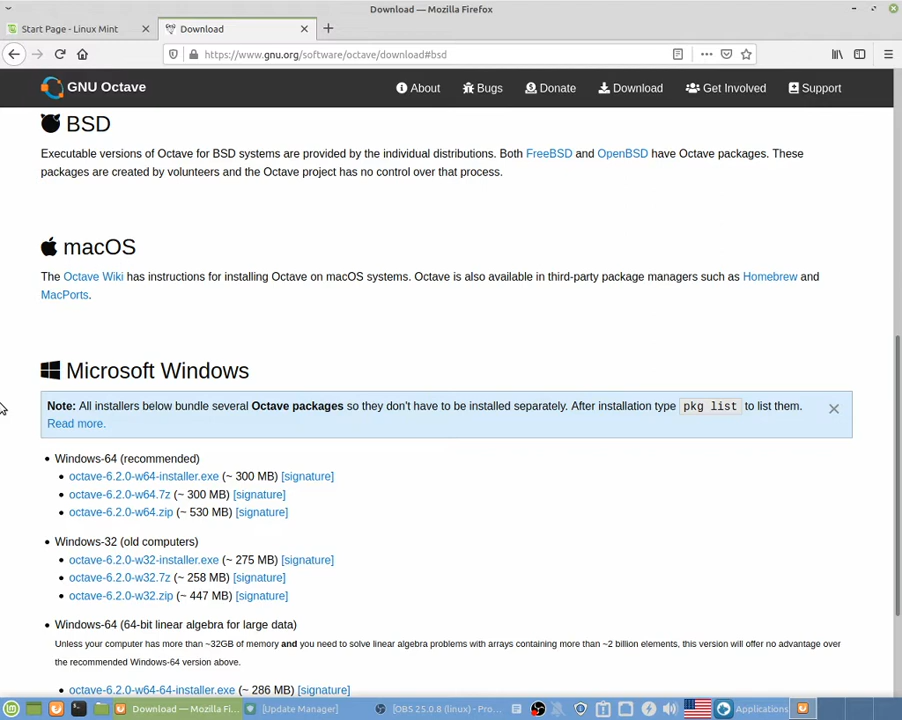 Download — Mozilla Firefox
Start Page - Linux Mint
Download
https://www.gnu.org/software/octave/download#bsd
GNU Octave
About
Bugs
Donate
Download
Get Involved
Support
BSD
Executable versions of Octave for BSD systems are provided by the individual distributions. Both FreeBSD and OpenBSD have Octave packages. These
packages are created by volunteers and the Octave project has no control over that process.
macOS
The Octave Wiki has instructions for installing Octave on macOS systems. Octave is also available in third-party package managers such as Homebrew and
MacPorts.
Microsoft Windows
Note: All installers below bundle several Octave packages so they don't have to be installed separately. After installation type pkg list to list them.
Read more.
Windows-64 (recommended)
octave-6.2.0-w64-installer.exe (~ 300 MB) [signature]
octave-6.2.0-w64.7z (~ 300 MB) [signature]
octave-6.2.0-w64.zip (~ 530 MB) [signature]
Windows-32 (old computers)
octave-6.2.0-w32-installer.exe (~ 275 MB) [signature]
octave-6.2.0-w32.7z (~ 258 MB) [signature]
octave-6.2.0-w32.zip (~ 447 MB) [signature]
Windows-64 (64-bit linear algebra for large data)
Unless your computer has more than ~32GB of memory and you need to solve linear algebra problems with arrays containing more than ~2 billion elements, this version will offer no advantage over
the recommended Windows-64 version above.
octave-6.2.0-w64-64-installer.exe (~ 286 MB) [signature]
Download — Mozilla Fi...
[Update Manager]
[OBS 25.0.8 (linux) - Pro...
Applications